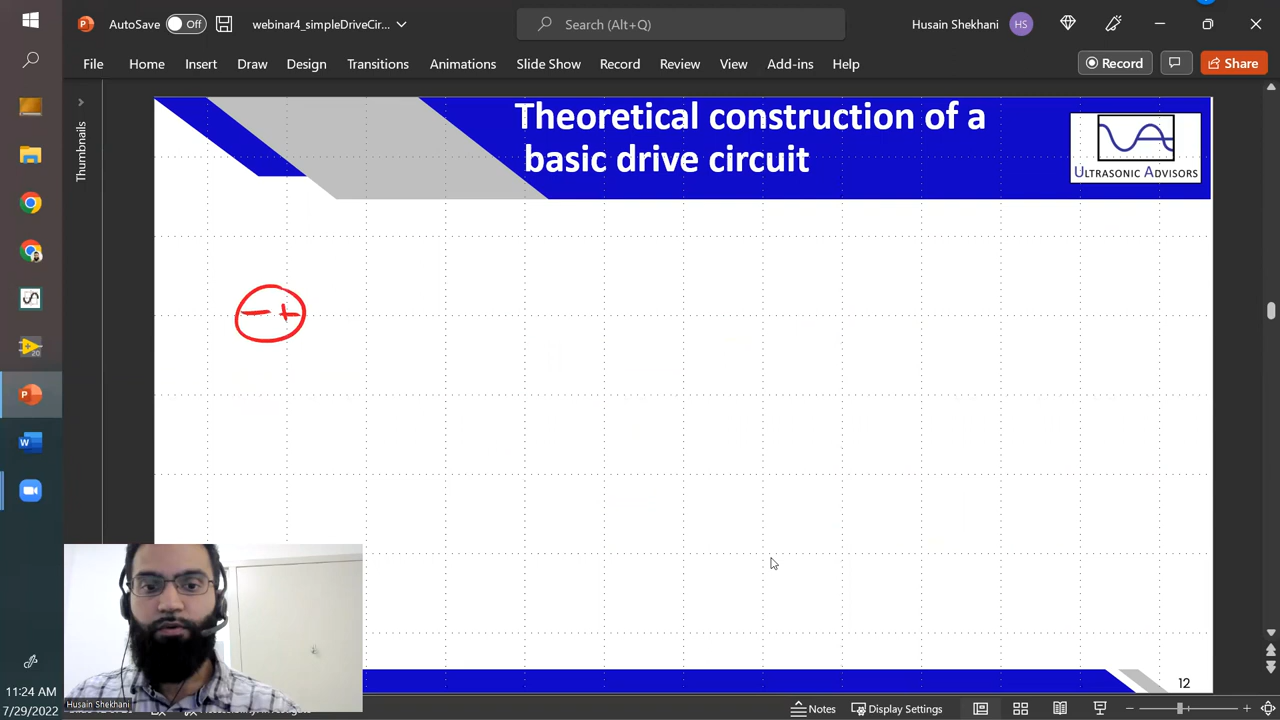 AutoSave
Off
webinar4_simpleDriveCir...
Search (Alt+Q)
Husain Shekhani
HS
File
Home
Insert
Draw
Design
Transitions
Animations
Slide Show
Record
Review
View
Add-ins
Help
Record
Share
Thumbnails
Theoretical construction of a
basic drive circuit
ULTRASONIC ADVISORS
- +
12
Husain Shekhani
11:24 AM
7/29/2022
Notes
Display Settings